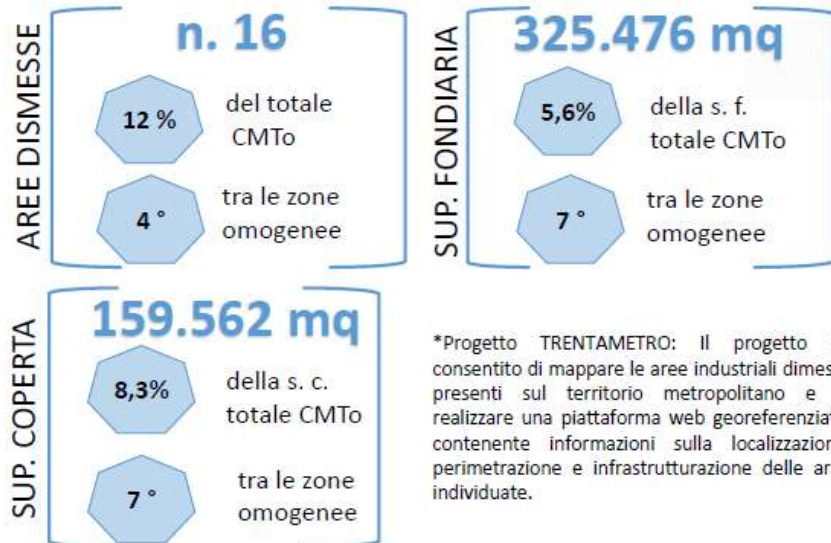 AREE DISMESSE
n. 16
12 %
del totale
CMTo
4 °
tra le zone
omogenee
SUP. FONDIARIA
325.476 mq
5,6%
della s. f.
totale CMTo
7 °
tra le zone
omogenee
SUP. COPERTA
159.562 mq
8,3%
della s. c.
totale CMTo
7 °
tra le zone
omogenee
*Progetto TRENTAMETRO: Il progetto
consentito di mappare le aree industriali
presenti sul territorio metropolitano e
realizzare una piattaforma web
contenente informazioni sulla
perimetrazione e infrastrutturazione delle
individuate.